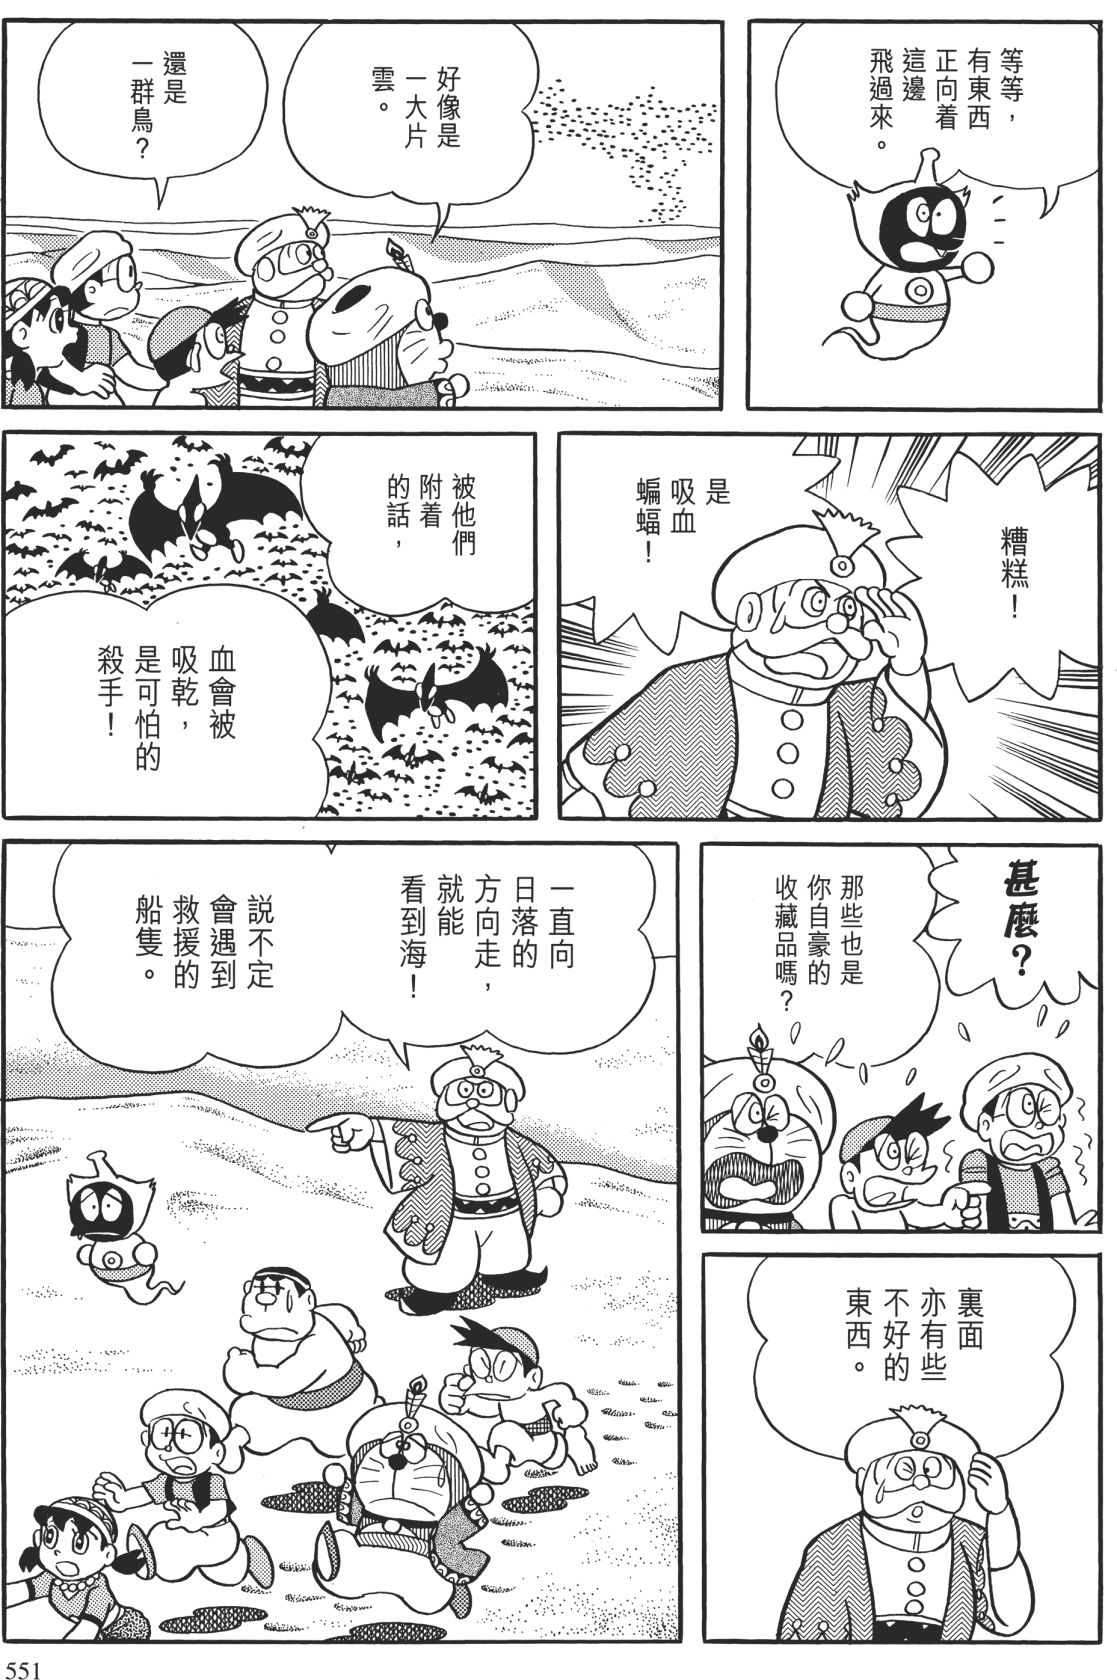 等等，
有東西
正向着
這邊
飛過來。
好像是
一大片
雲。
還是
一群鳥？
糟糕！
是
吸血
蝙蝠！
被他們
附着
的話，
血會被
吸乾，
是可怕的
殺手！
甚麼？
那些也是
你自豪的
收藏品嗎？
裏面
亦有些
不好的
東西。
一直向
日落的
方向走，
就能
看到海！
說不定
會遇到
救援的
船隻。
551